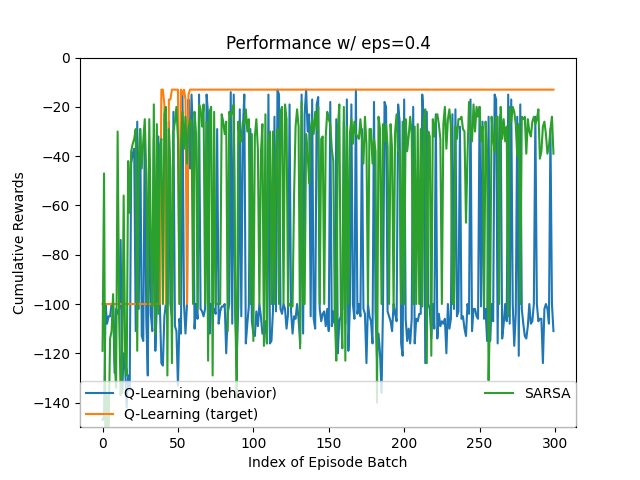 Performance w/ eps=0.4
Cumulative Rewards
0
−20
−40
−60
−80
−100
−120
−140
Q-Learning (behavior)
Q-Learning (target)
SARSA
0 50 100 150 200 250 300
Index of Episode Batch